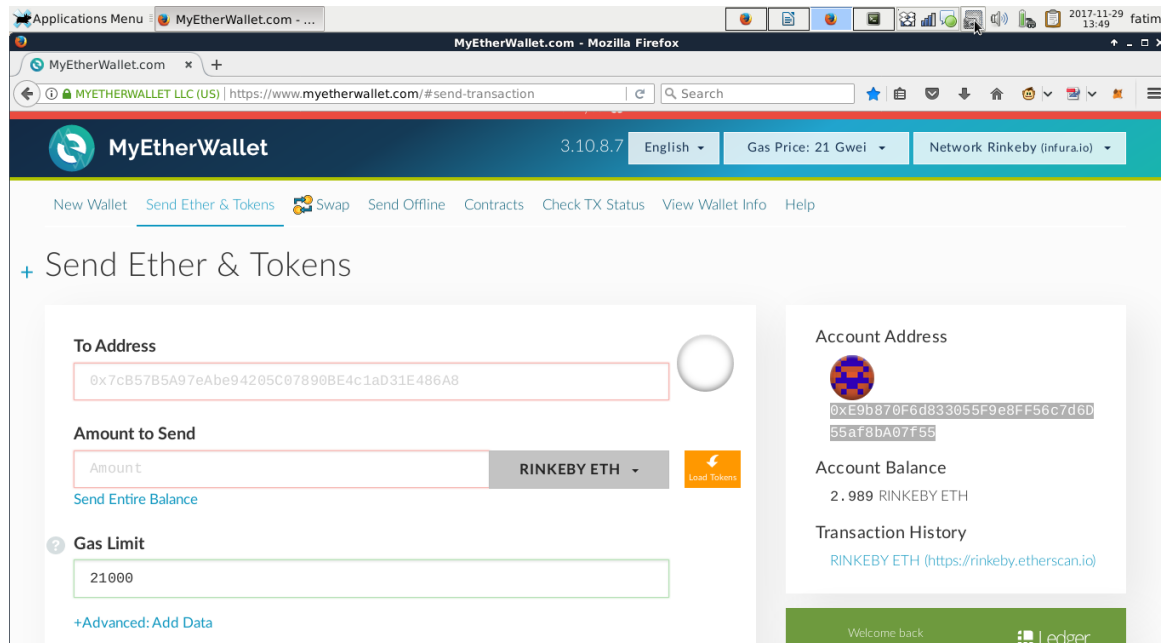 Applications Menu
MyEtherWallet.com - ...
2017-11-29
13:49
fatim
MyEtherWallet.com - Mozilla Firefox
MyEtherWallet.com
MYETHERWALLET LLC (US)
https://www.myetherwallet.com/#send-transaction
Search
MyEtherWallet
3.10.8.7
English
Gas Price: 21 Gwei
Network Rinkeby (infura.io)
New Wallet
Send Ether & Tokens
Swap
Send Offline
Contracts
Check TX Status
View Wallet Info
Help
+ Send Ether & Tokens
To Address
0x7cB57B5A97eAbe94205C07890BE4c1aD31E486A8
Amount to Send
Amount
RINKEBY ETH
Load Tokens
Send Entire Balance
? Gas Limit
21000
+Advanced: Add Data
Account Address
0xE9b870F6d833055F9e8FF56c7d6D
55af8bA07f55
Account Balance
2.989 RINKEBY ETH
Transaction History
RINKEBY ETH (https://rinkeby.etherscan.io)
Welcome back
Ledger